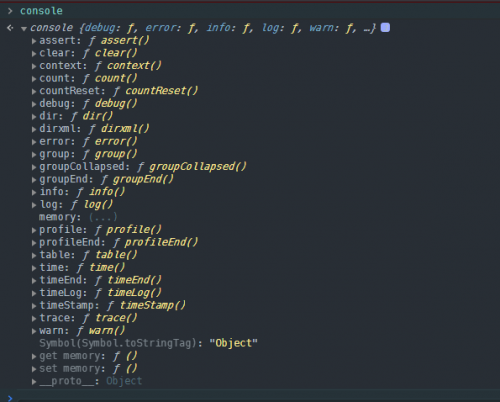 > console
<· ▼ console {debug: ƒ, error: ƒ, info: ƒ, log: ƒ, warn: ƒ, …}
▶ assert: ƒ assert()
▶ clear: ƒ clear()
▶ context: ƒ context()
▶ count: ƒ count()
▶ countReset: ƒ countReset()
▶ debug: ƒ debug()
▶ dir: ƒ dir()
▶ dirxml: ƒ dirxml()
▶ error: ƒ error()
▶ group: ƒ group()
▶ groupCollapsed: ƒ groupCollapsed()
▶ groupEnd: ƒ groupEnd()
▶ info: ƒ info()
▶ log: ƒ log()
memory: (...)
▶ profile: ƒ profile()
▶ profileEnd: ƒ profileEnd()
▶ table: ƒ table()
▶ time: ƒ time()
▶ timeEnd: ƒ timeEnd()
▶ timeLog: ƒ timeLog()
▶ timeStamp: ƒ timeStamp()
▶ trace: ƒ trace()
▶ warn: ƒ warn()
Symbol(Symbol.toStringTag): "Object"
▶ get memory: ƒ ()
▶ set memory: ƒ ()
▶ __proto__: Object
>